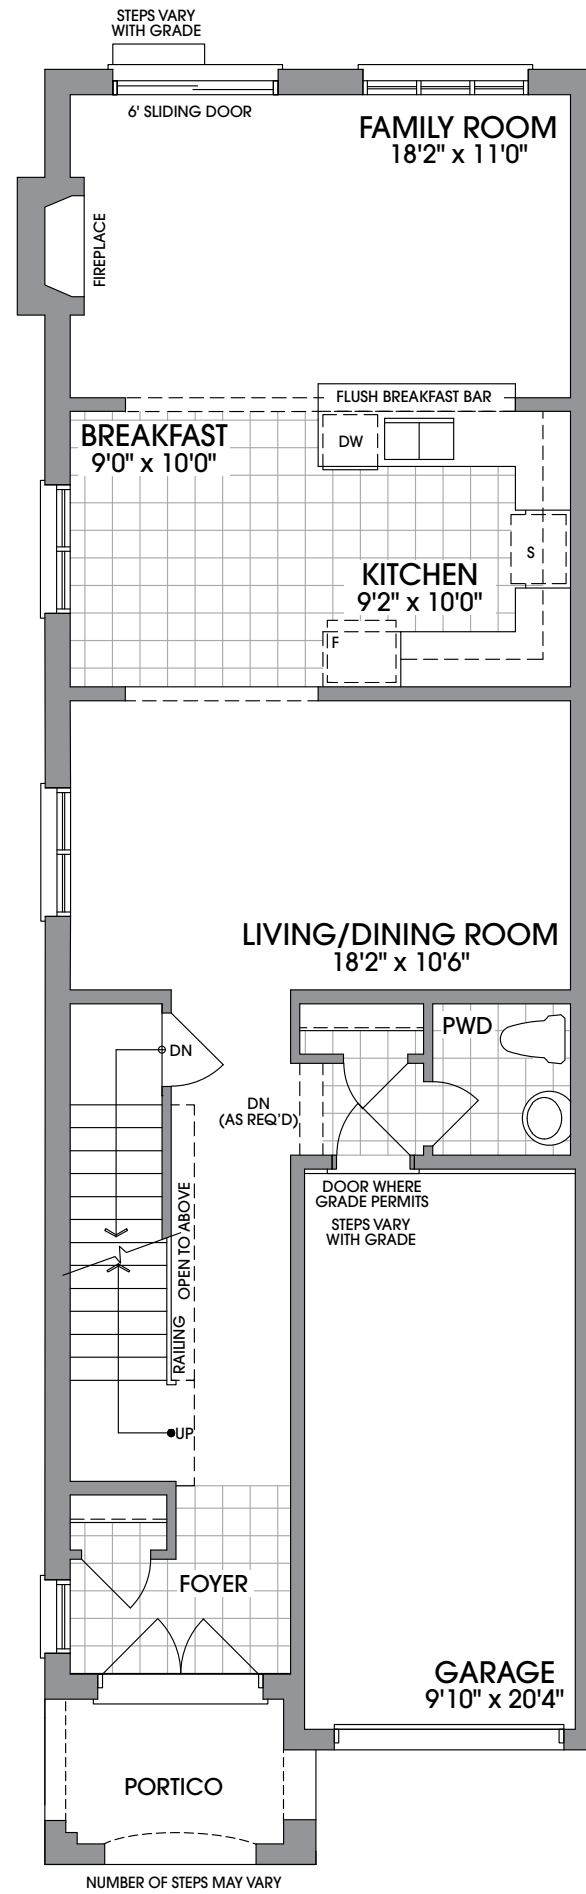 STEPS VARY
WITH GRADE
6' SLIDING DOOR
FAMILY ROOM
18'2" x 11'0"
FIREPLACE
FLUSH BREAKFAST BAR
BREAKFAST
9'0" x 10'0"
DW
S
KITCHEN
9'2" x 10'0"
F
LIVING/DINING ROOM
18'2" x 10'6"
PWD
DN
DN
(AS REQ'D)
DOOR WHERE
GRADE PERMITS
STEPS VARY
WITH GRADE
OPEN TO ABOVE
RAILING
UP
FOYER
GARAGE
9'10" x 20'4"
PORTICO
NUMBER OF STEPS MAY VARY